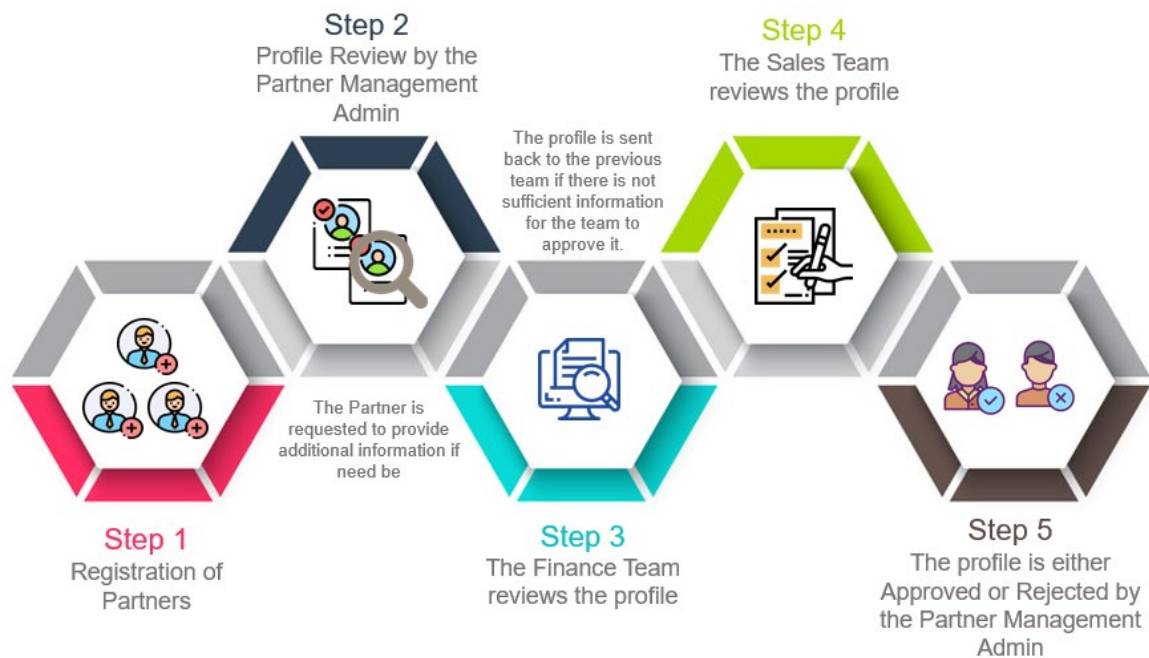 Step 1
Registration of
Partners
Step 2
Profile Review by the
Partner Management
Admin
The Partner is
requested to provide
additional information if
need be
Step 3
The Finance Team
reviews the profile
The profile is sent
back to the previous
team if there is not
sufficient information
for the team to
approve it.
Step 4
The Sales Team
reviews the profile
Step 5
The profile is either
Approved or Rejected by
the Partner Management
Admin